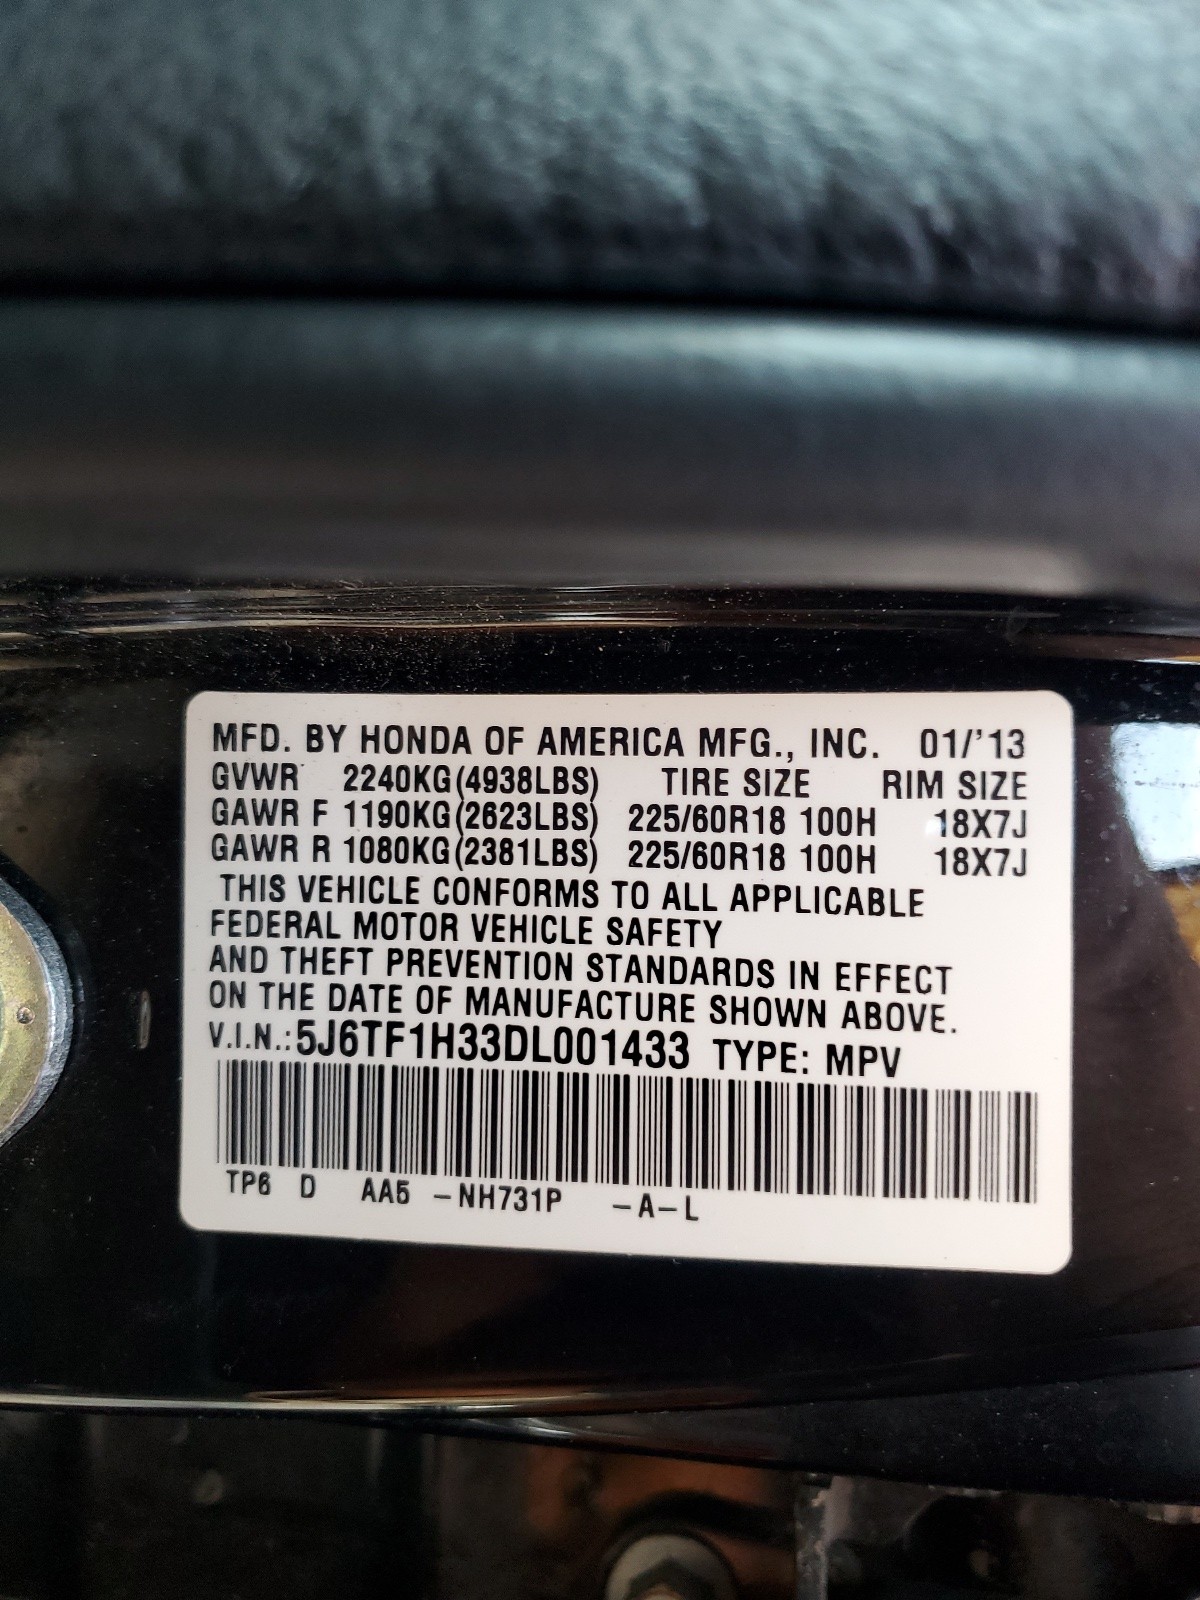 MFD. BY HONDA OF AMERICA MFG., INC. 01/'13
GVWR 2240KG(4938LBS) TIRE SIZE RIM SIZE
GAWR F 1190KG(2623LBS) 225/60R18 100H 18X7J
GAWR R 1080KG(2381LBS) 225/60R18 100H 18X7J
THIS VEHICLE CONFORMS TO ALL APPLICABLE
FEDERAL MOTOR VEHICLE SAFETY
AND THEFT PREVENTION STANDARDS IN EFFECT
ON THE DATE OF MANUFACTURE SHOWN ABOVE.
V.I.N.:5J6TF1H33DL001433 TYPE: MPV
TP6 D AA5 -NH731P -A-L